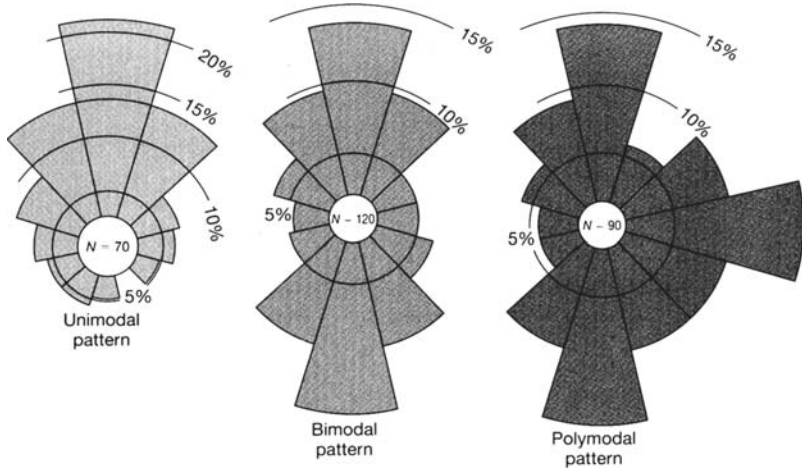 20%
15%
10%
5%
N = 70
Unimodal
pattern
15%
10%
5%
N – 120
Bimodal
pattern
15%
10%
5%
N – 90
Polymodal
pattern